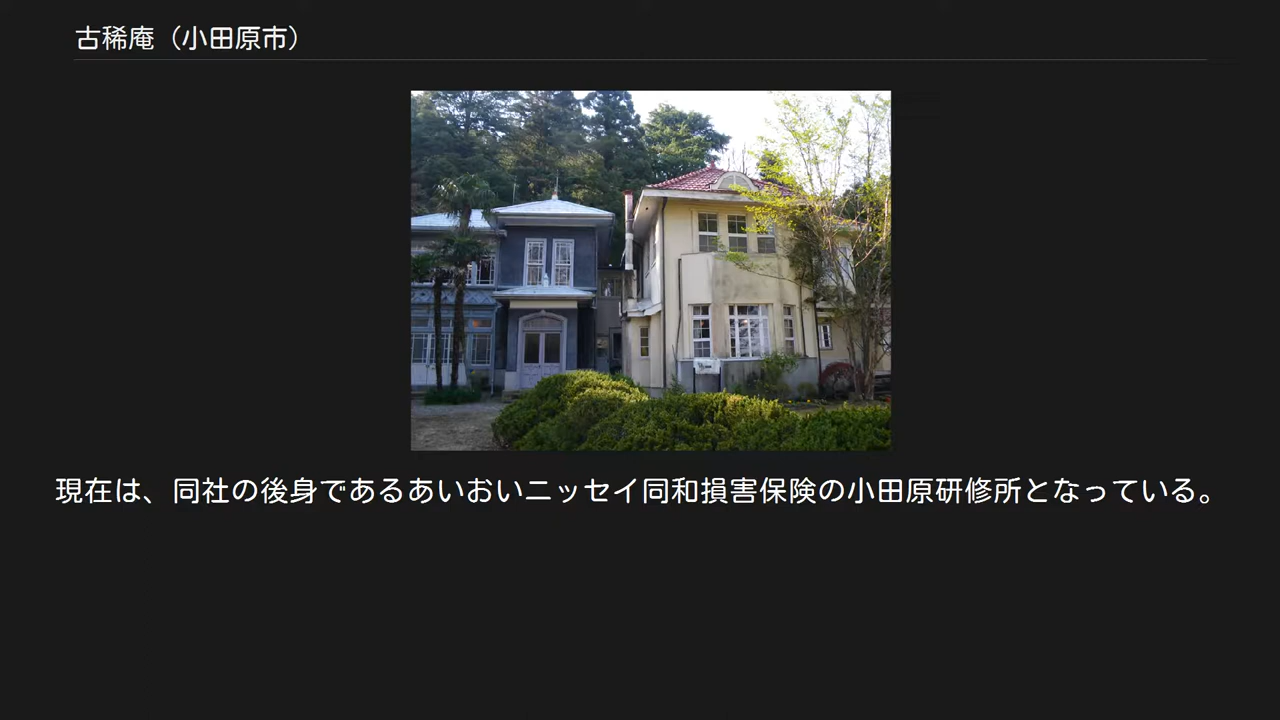 古稀庵（小田原市）
現在は、同社の後身であるあいおいニッセイ同和損害保険の小田原研修所となっている。